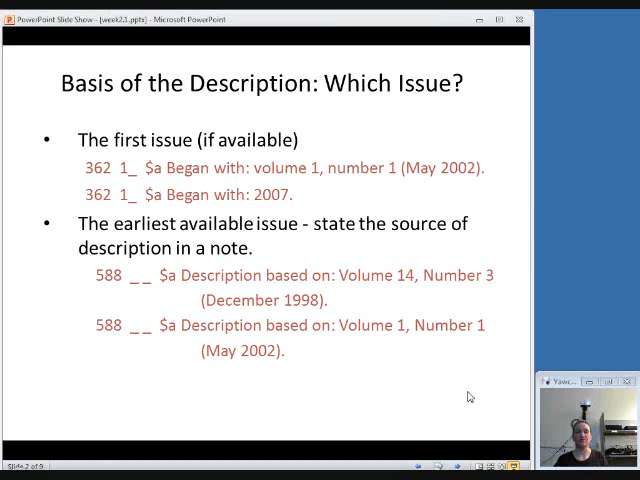 PowerPoint Slide Show - [week2.1.pptx] - Microsoft PowerPoint
Basis of the Description: Which Issue?
• The first issue (if available)
362 1_ $a Began with: volume 1, number 1 (May 2002).
362 1_ $a Began with: 2007.
• The earliest available issue - state the source of
description in a note.
588 _ _ $a Description based on: Volume 14, Number 3
(December 1998).
588 _ _ $a Description based on: Volume 1, Number 1
(May 2002).
Yawc...
Slide 2 of 9